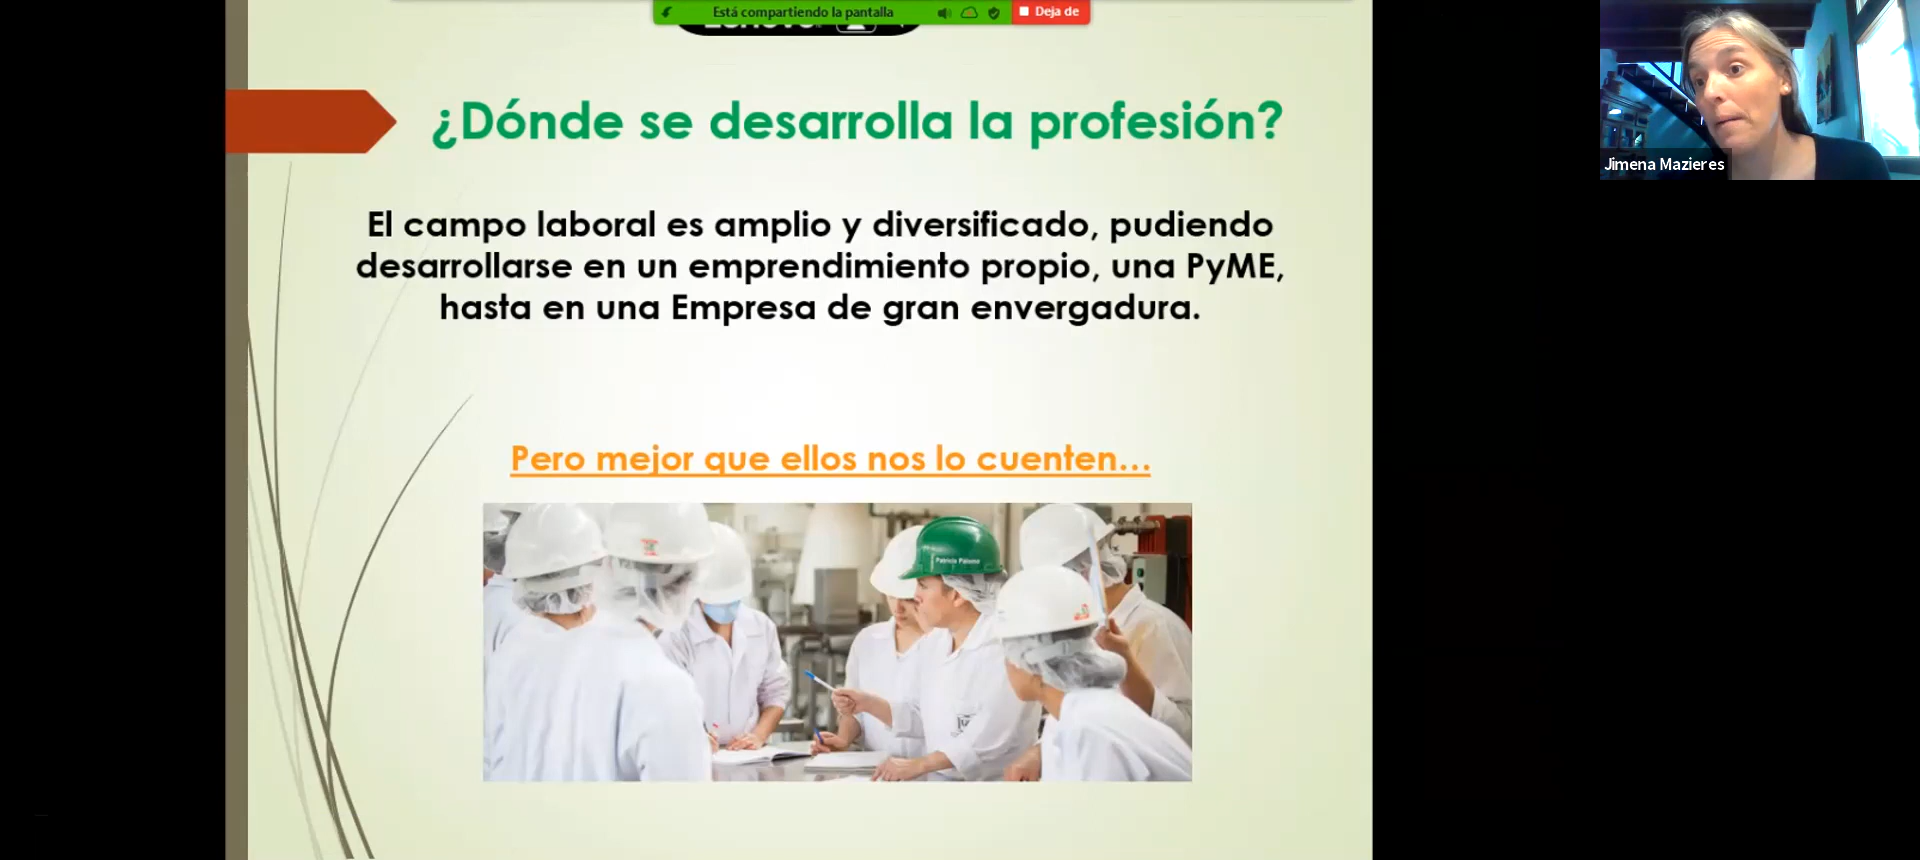 Está compartiendo la pantalla
Deja de
¿Dónde se desarrolla la profesión?
Jimena Mazieres
El campo laboral es amplio y diversificado, pudiendo
desarrollarse en un emprendimiento propio, una PyME,
hasta en una Empresa de gran envergadura.
Pero mejor que ellos nos lo cuenten...